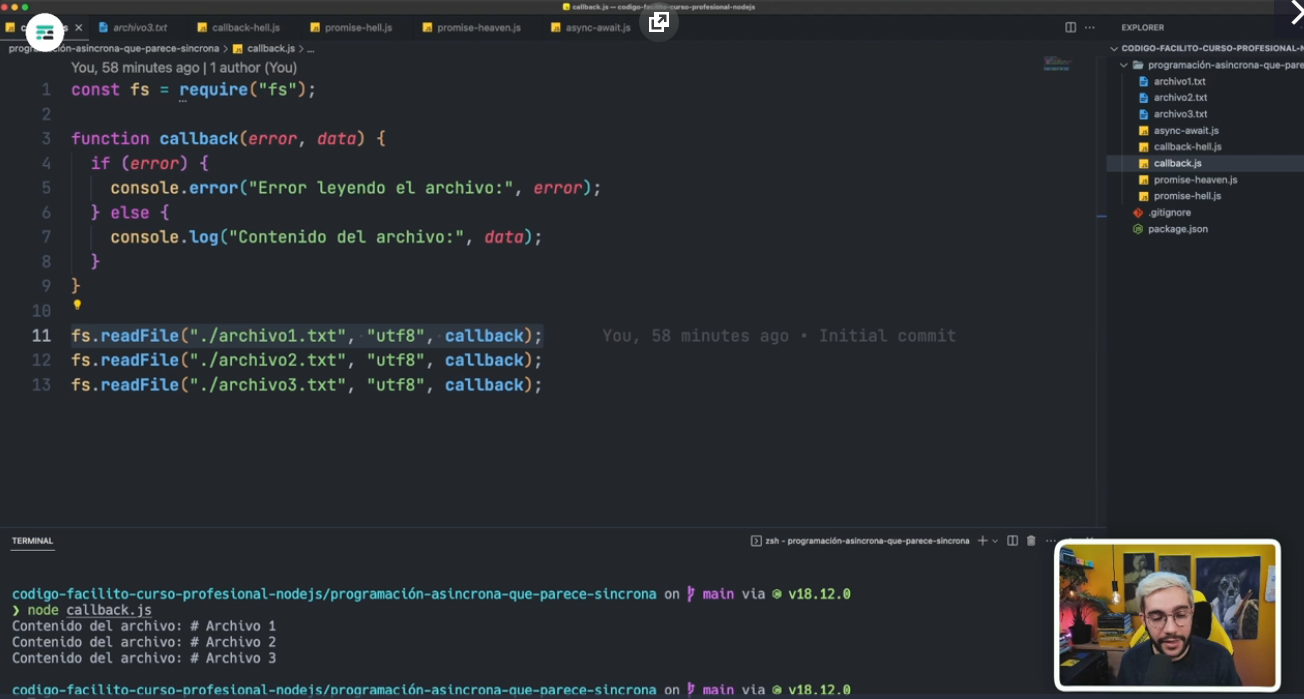 callback.js — codigo-facilito-curso-profesional-nodejs
archivo3.txt callback-hell.js promise-hell.js promise-heaven.js async-await.js
EXPLORER
programación-asincrona-que-parece-sincrona > callback.js > ...
You, 58 minutes ago | 1 author (You)
1 const fs = require("fs");
2
3 function callback(error, data) {
4 if (error) {
5 console.error("Error leyendo el archivo:", error);
6 } else {
7 console.log("Contenido del archivo:", data);
8 }
9 }
10
11 fs.readFile("./archivo1.txt", "utf8", callback); You, 58 minutes ago • Initial commit
12 fs.readFile("./archivo2.txt", "utf8", callback);
13 fs.readFile("./archivo3.txt", "utf8", callback);
CODIGO-FACILITO-CURSO-PROFESIONAL-N
programación-asincrona-que-pare
archivo1.txt
archivo2.txt
archivo3.txt
async-await.js
callback-hell.js
callback.js
promise-heaven.js
promise-hell.js
.gitignore
package.json
TERMINAL
zsh - programación-asincrona-que-parece-sincrona
codigo-facilito-curso-profesional-nodejs/programación-asincrona-que-parece-sincrona on main via v18.12.0
❯ node callback.js
Contenido del archivo: # Archivo 1
Contenido del archivo: # Archivo 2
Contenido del archivo: # Archivo 3
codigo-facilito-curso-profesional-nodejs/programación-asincrona-que-parece-sincrona on main via v18.12.0